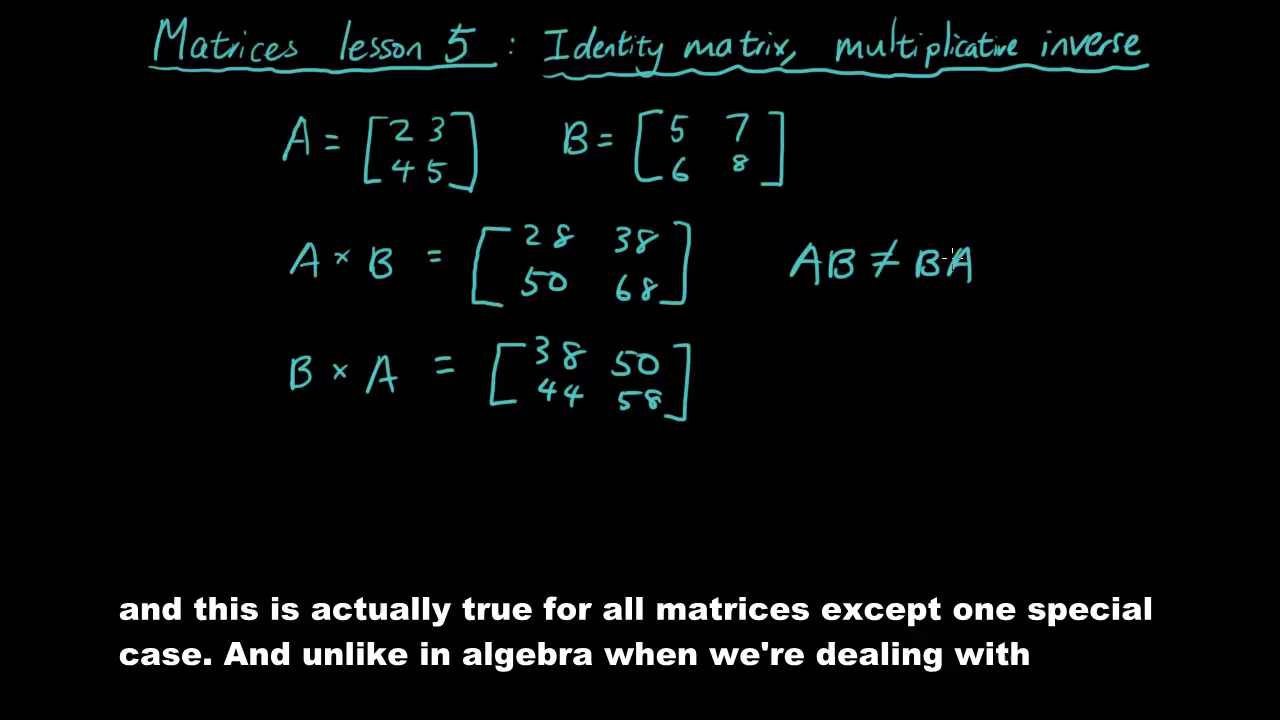 Matrices lesson 5 : Identity matrix, multiplicative inverse
A = [2 3 4 5] B = [5 7 6 8]
A × B = [28 38 50 68] AB ≠ BA
B × A = [38 50 44 58]
and this is actually true for all matrices except one special
case. And unlike in algebra when we're dealing with